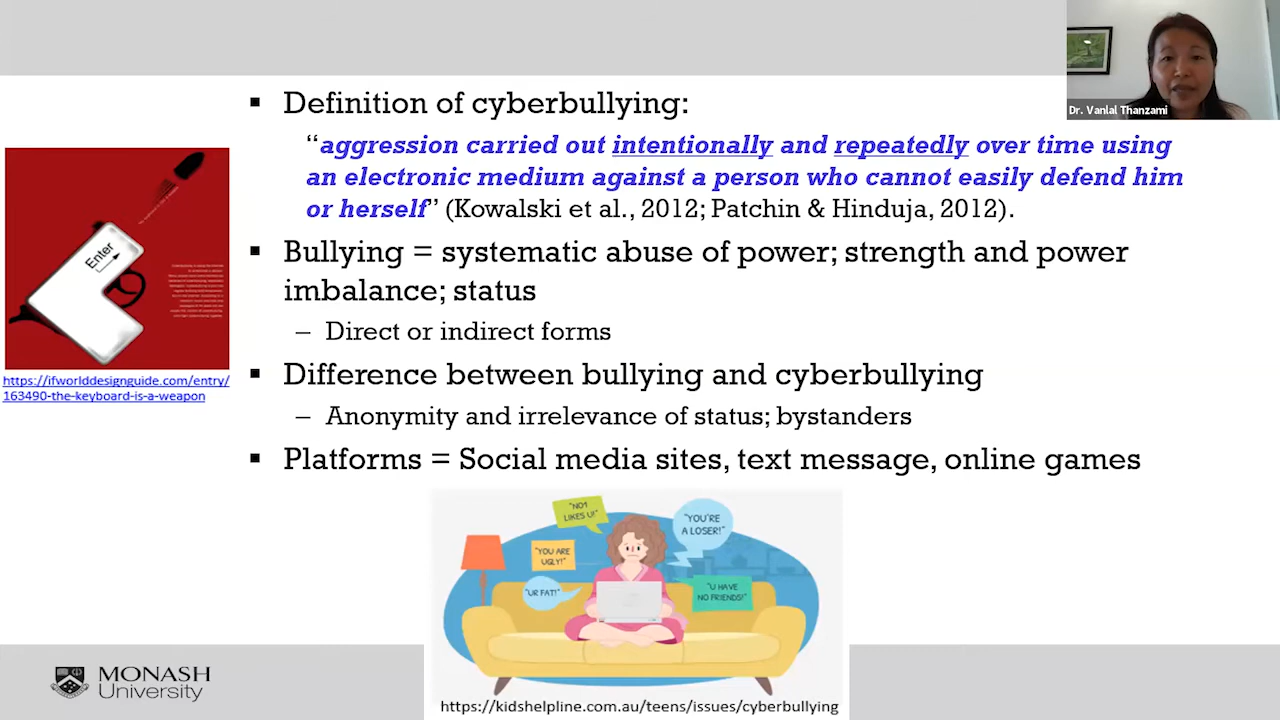 Dr. Vanlal Thanzami
▪ Definition of cyberbullying:
“aggression carried out intentionally and repeatedly over time using
an electronic medium against a person who cannot easily defend him
or herself” (Kowalski et al., 2012; Patchin & Hinduja, 2012).
▪ Bullying = systematic abuse of power; strength and power
imbalance; status
– Direct or indirect forms
▪ Difference between bullying and cyberbullying
– Anonymity and irrelevance of status; bystanders
▪ Platforms = Social media sites, text message, online games
Enter
https://ifworlddesignguide.com/entry/
163490-the-keyboard-is-a-weapon
"NO1
LIKES U!"
"YOU'RE
A LOSER!"
"YOU ARE
UGLY!"
"UR FAT!"
"U HAVE
NO FRIENDS!"
MONASH
University
https://kidshelpline.com.au/teens/issues/cyberbullying